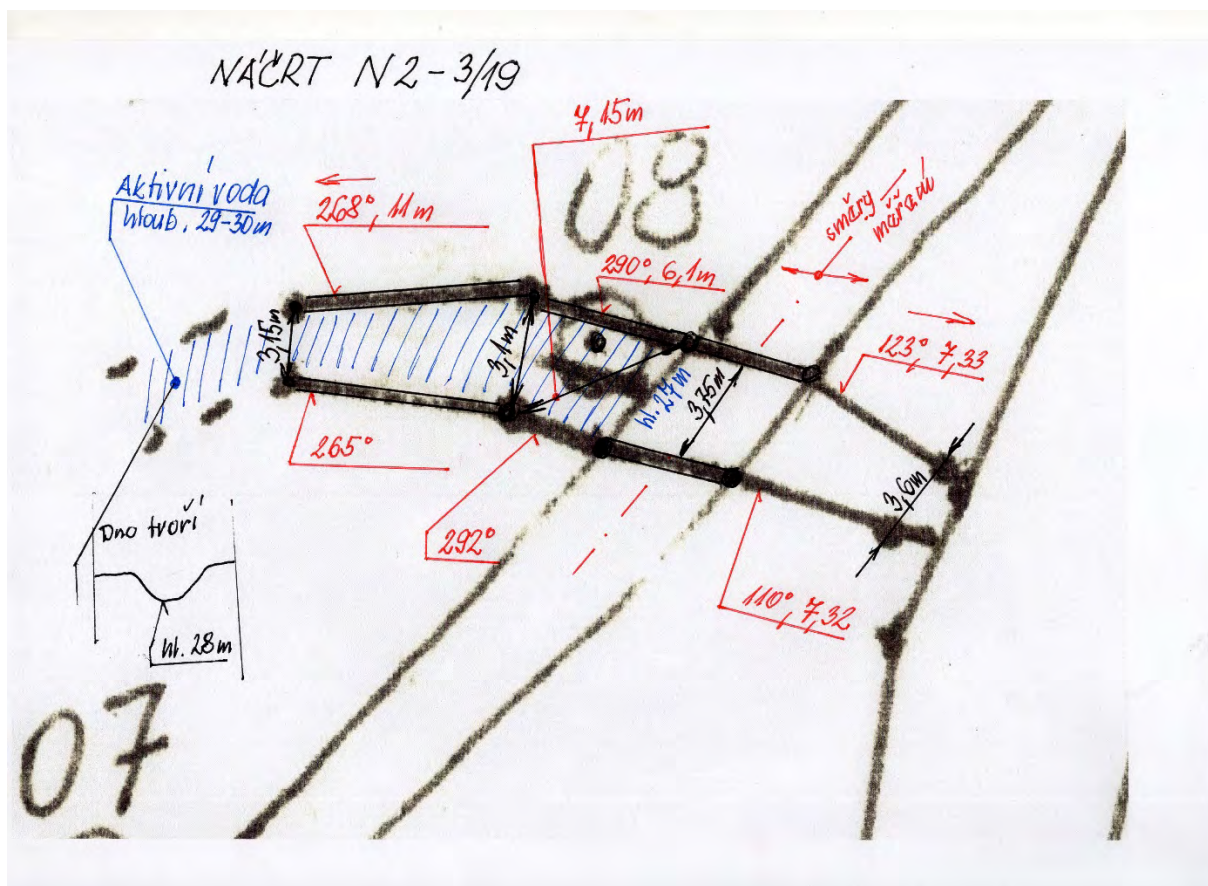 NÁČRT N2-3/19
7,15m
08
Aktivní voda
hloub. 29-30m
268°, 11m
směry
měření
290°, 6,1m
3,15m
3,1m
hl. 27m
3,75m
123° 7,33
265°
292°
3,6m
110°, 7,32
Dno tvoří
hl. 28m
07